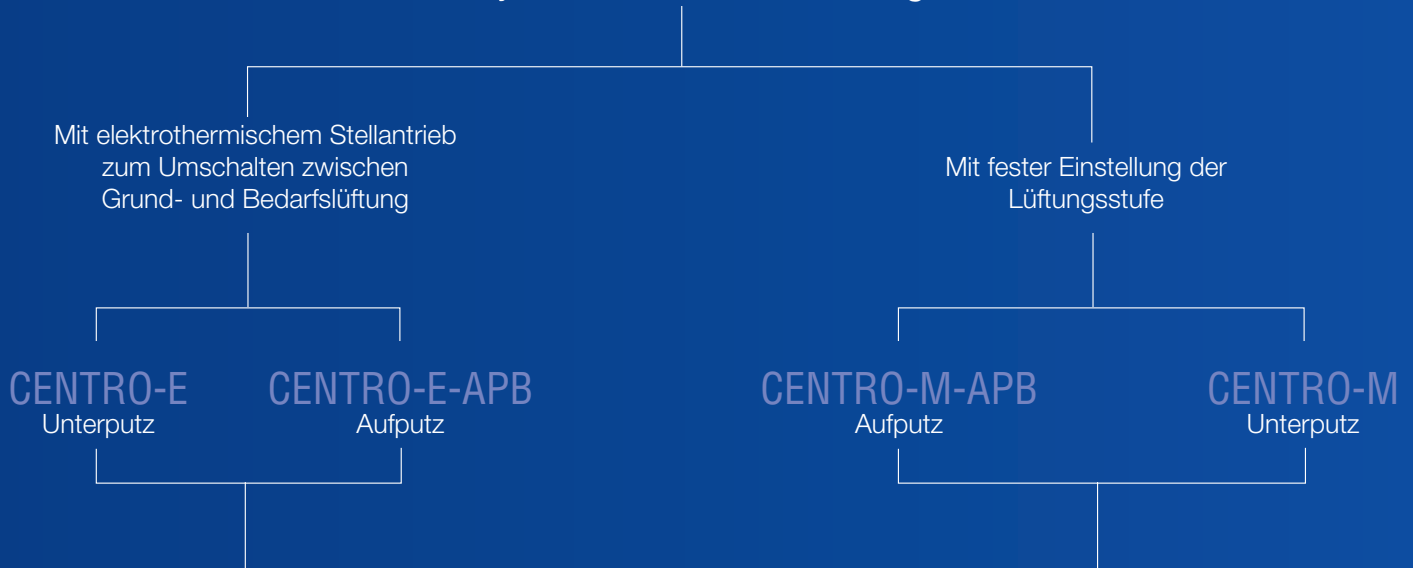 Mit elektrothermischem Stellantrieb
zum Umschalten zwischen
Grund- und Bedarfslüftung
Mit fester Einstellung der
Lüftungsstufe
CENTRO-E
Unterputz
CENTRO-E-APB
Aufputz
CENTRO-M-APB
Aufputz
CENTRO-M
Unterputz